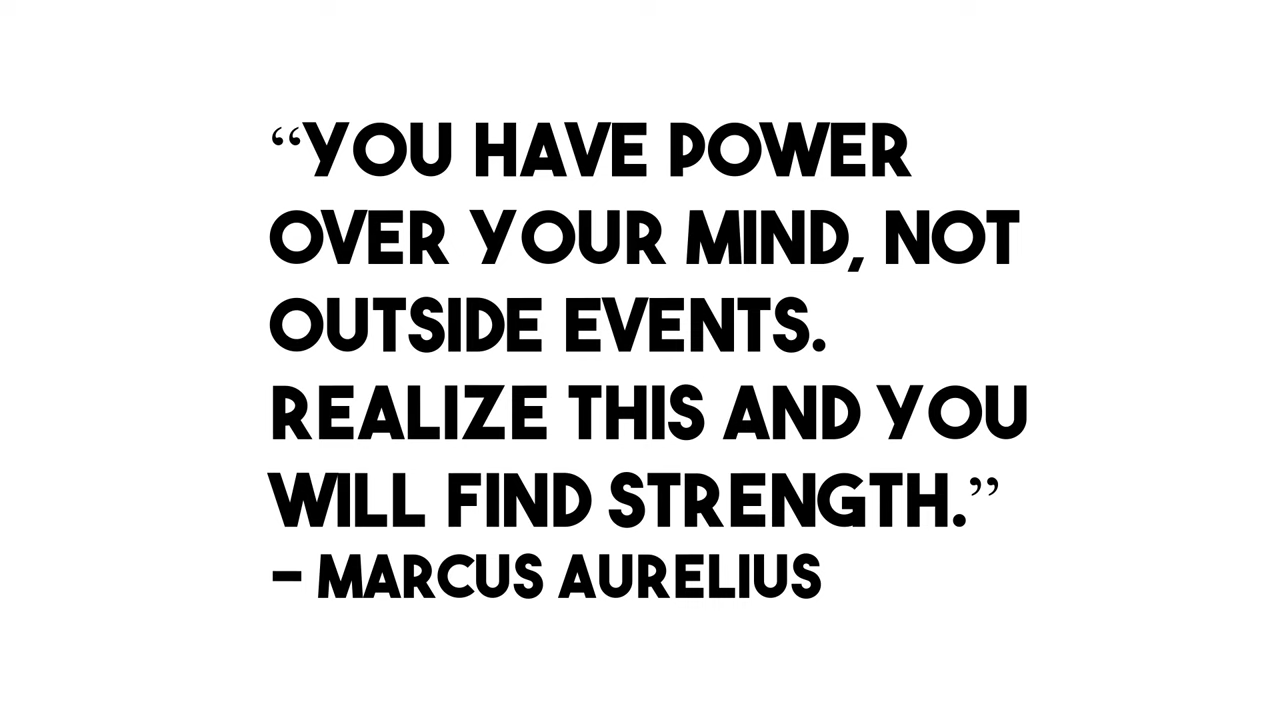 “YOU HAVE POWER
OVER YOUR MIND, NOT
OUTSIDE EVENTS.
REALIZE THIS AND YOU
WILL FIND STRENGTH.”
– MARCUS AURELIUS